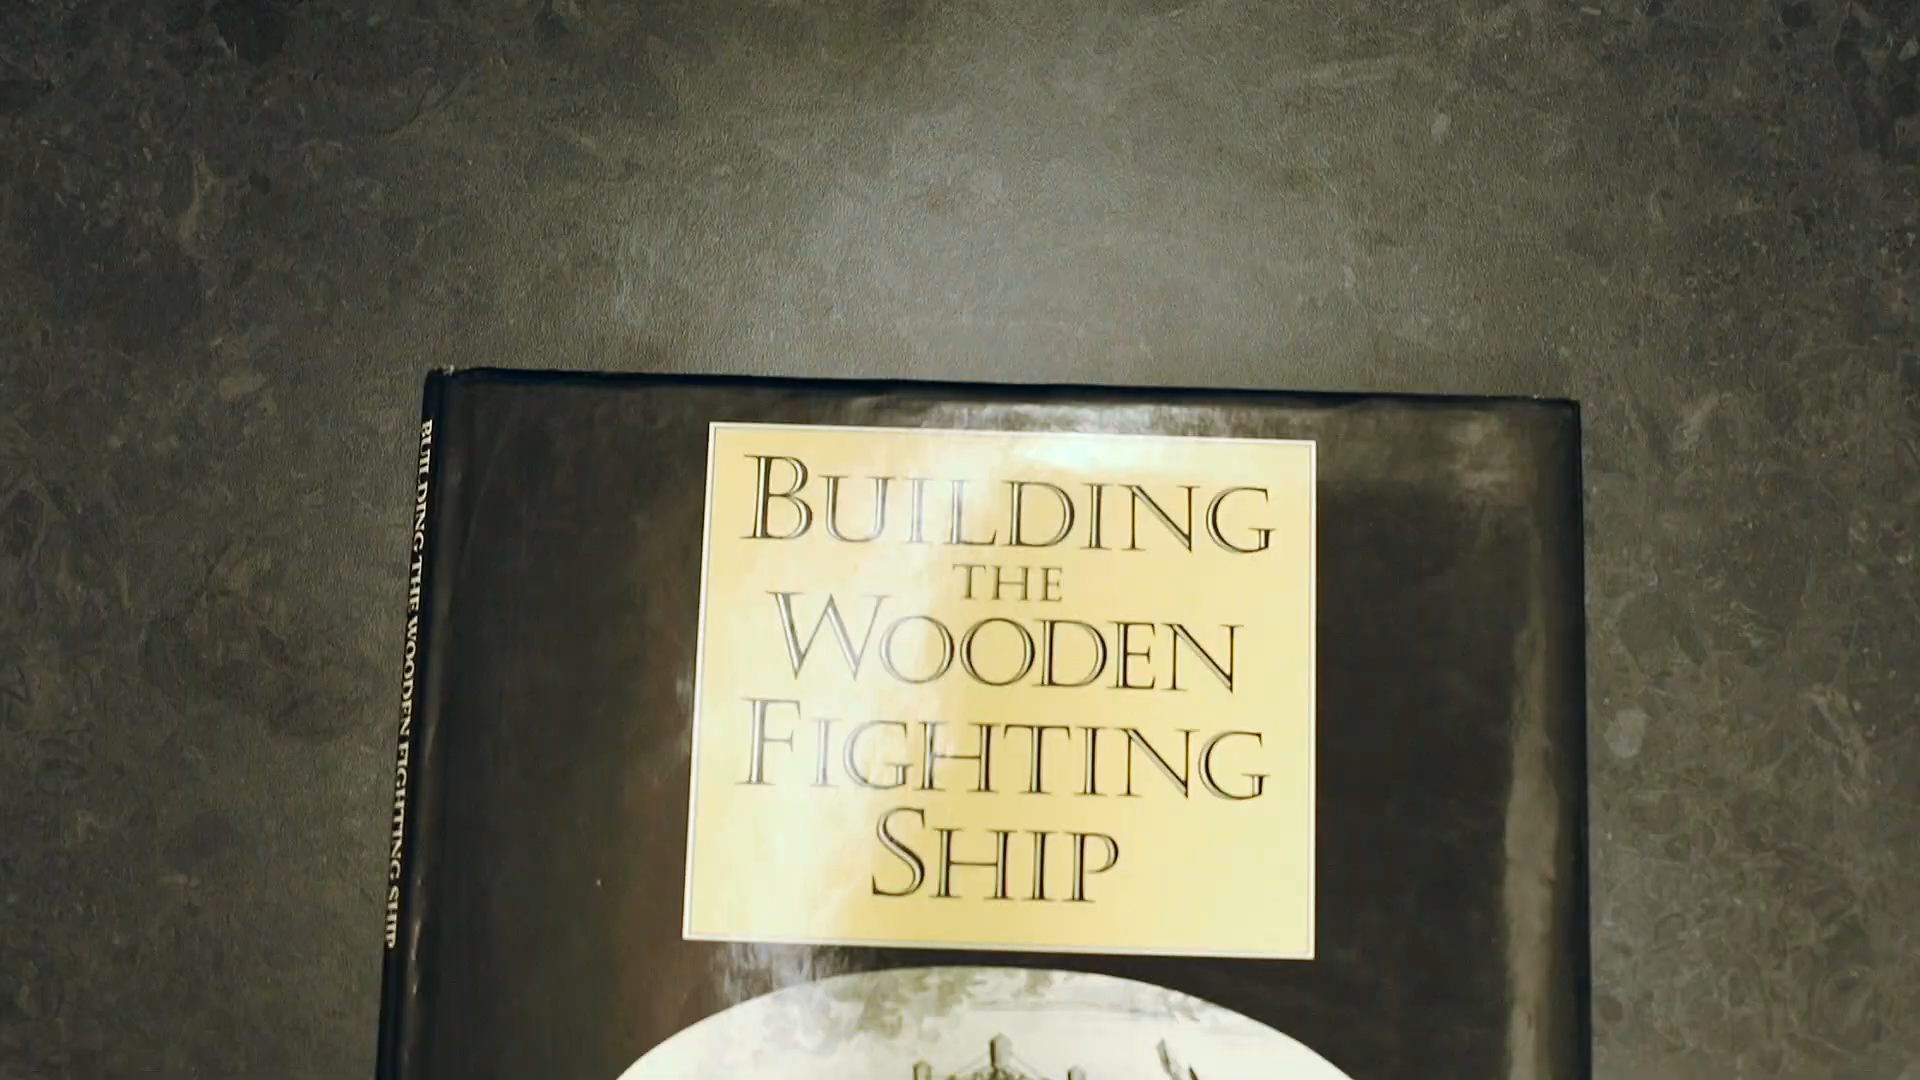 BUILDING
THE
WOODEN
FIGHTING
SHIP
BUILDING THE WOODEN FIGHTING SHIP